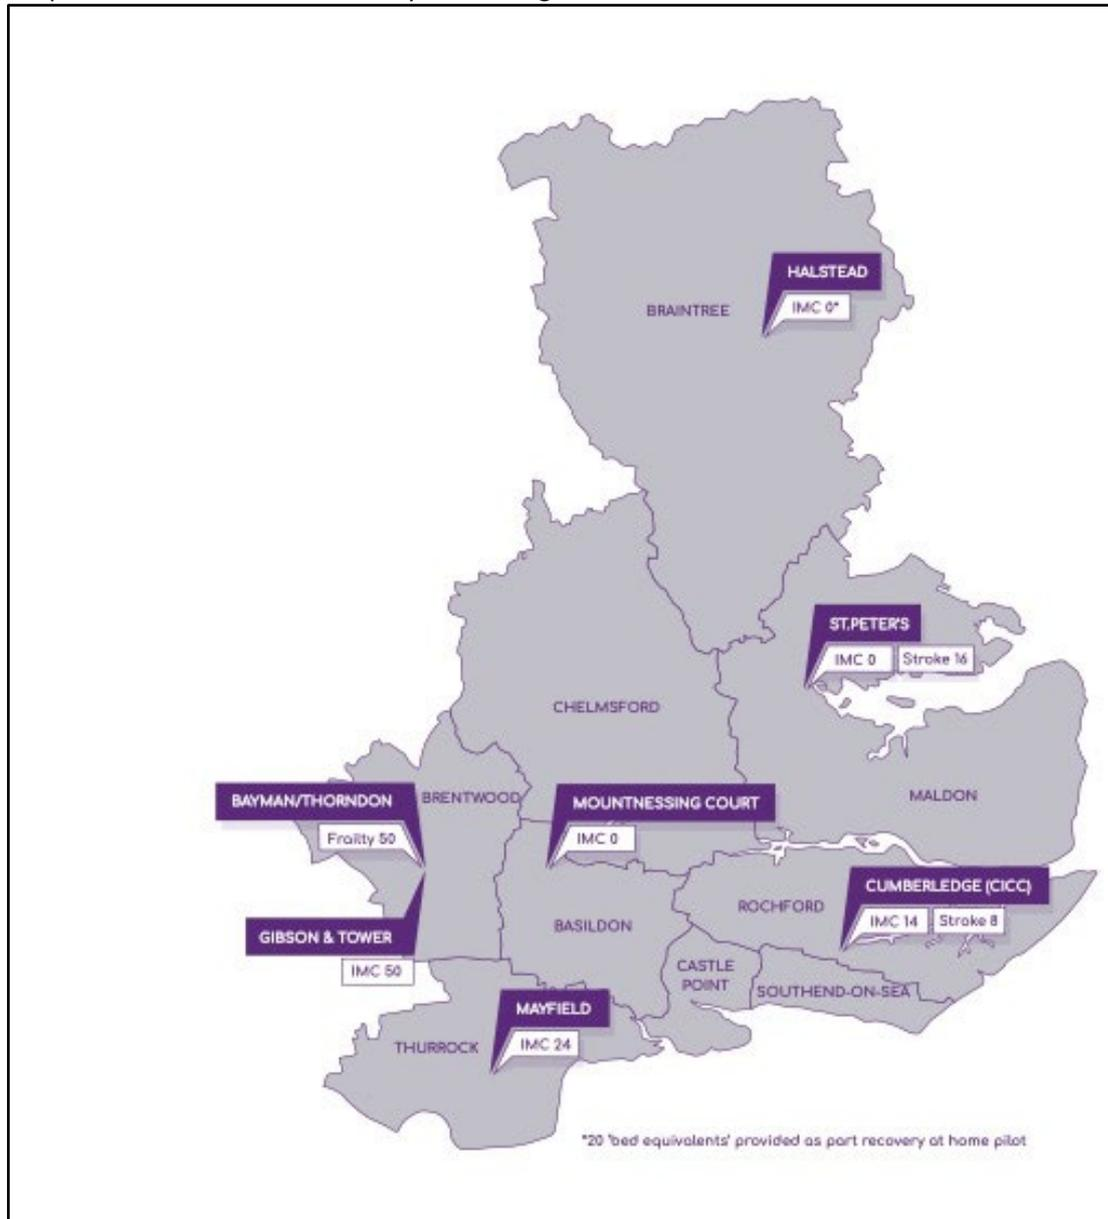 HALSTEAD
IMC 0*
BRAINTREE
ST.PETER'S
IMC 0 Stroke 16
CHELMSFORD
BAYMAN/THORNDON
Frailty 50
BRENTWOOD
MOUNTNESSING COURT
IMC 0
MALDON
CUMBERLEDGE (CICC)
IMC 14 Stroke 8
ROCHFORD
GIBSON & TOWER
IMC 50
BASILDON
CASTLE
POINT
SOUTHEND-ON-SEA
MAYFIELD
IMC 24
THURROCK
*20 'bed equivalents' provided as part recovery at home pilot